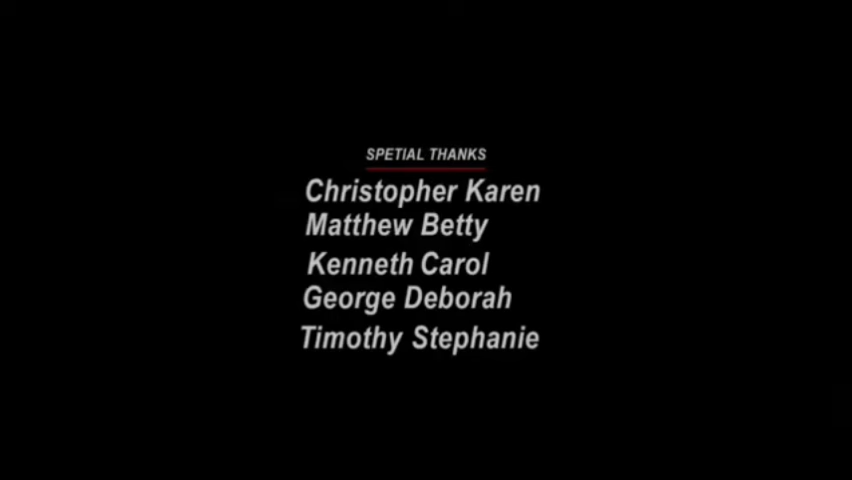 SPETIAL THANKS
Christopher Karen
Matthew Betty
Kenneth Carol
George Deborah
Timothy Stephanie